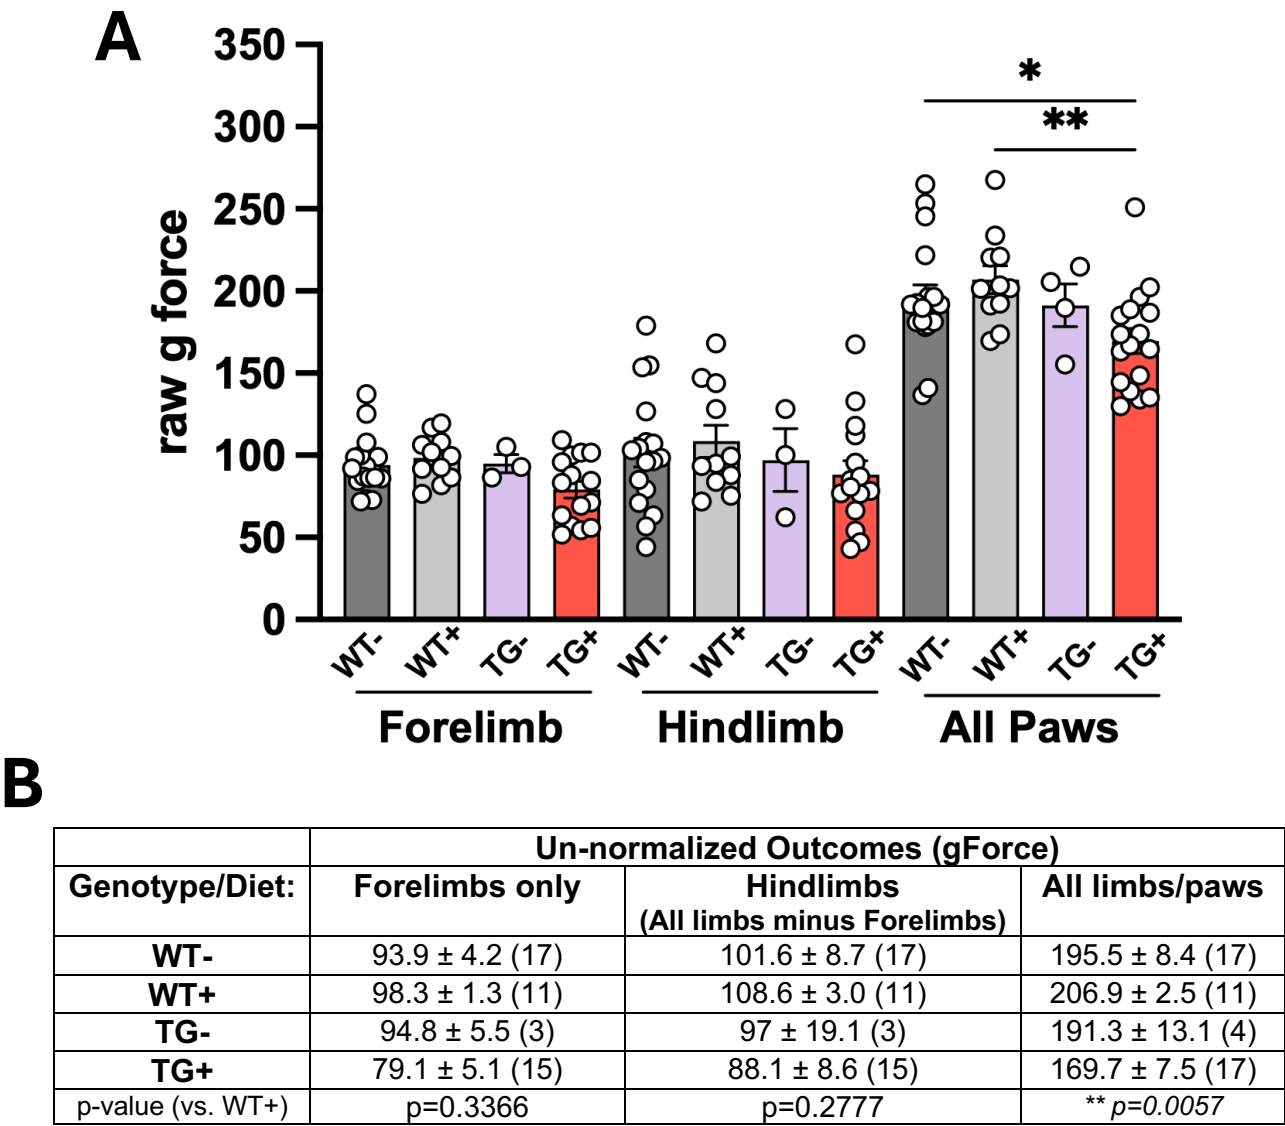 A
350
300
250
200
150
100
50
0
raw g force
*
**
WT- WT+ TG- TG+ WT- WT+ TG- TG+ WT- WT+ TG- TG+
Forelimb Hindlimb All Paws
B
Un-normalized Outcomes (gForce)
Genotype/Diet: Forelimbs only Hindlimbs All limbs/paws
(All limbs minus Forelimbs)
WT- 93.9 ± 4.2 (17) 101.6 ± 8.7 (17) 195.5 ± 8.4 (17)
WT+ 98.3 ± 1.3 (11) 108.6 ± 3.0 (11) 206.9 ± 2.5 (11)
TG- 94.8 ± 5.5 (3) 97 ± 19.1 (3) 191.3 ± 13.1 (4)
TG+ 79.1 ± 5.1 (15) 88.1 ± 8.6 (15) 169.7 ± 7.5 (17)
p-value (vs. WT+) p=0.3366 p=0.2777 ** p=0.0057